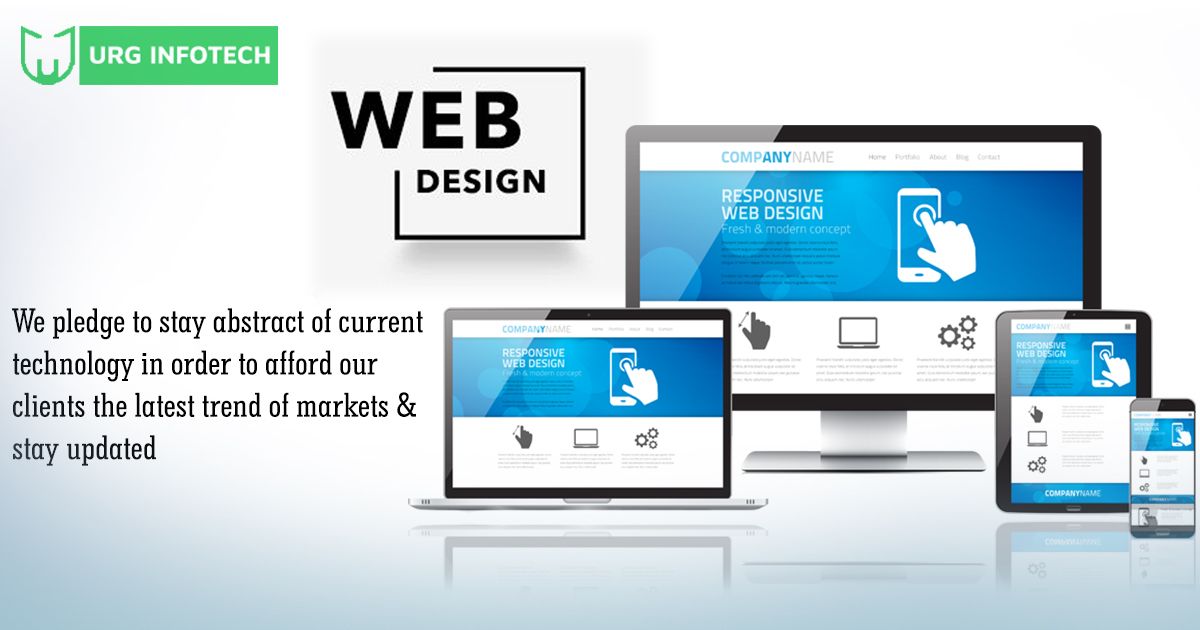 URG INFOTECH
WEB
DESIGN
We pledge to stay abstract of current
technology in order to afford our
clients the latest trend of markets &
stay updated
COMPANYNAME
Home Portfolio About Blog Contact
RESPONSIVE
WEB DESIGN
Fresh & modern concept
COMPANYNAME
Home Portfolio About Blog Contact
RESPONSIVE
WEB DESIGN
Fresh & modern concept
COMPANYNAME
RESPONSIVE
WEB DESIGN
Fresh & modern concept
COMPANYNAME
RESPONSIVE
WEB DESIGN
COMPANYNAME